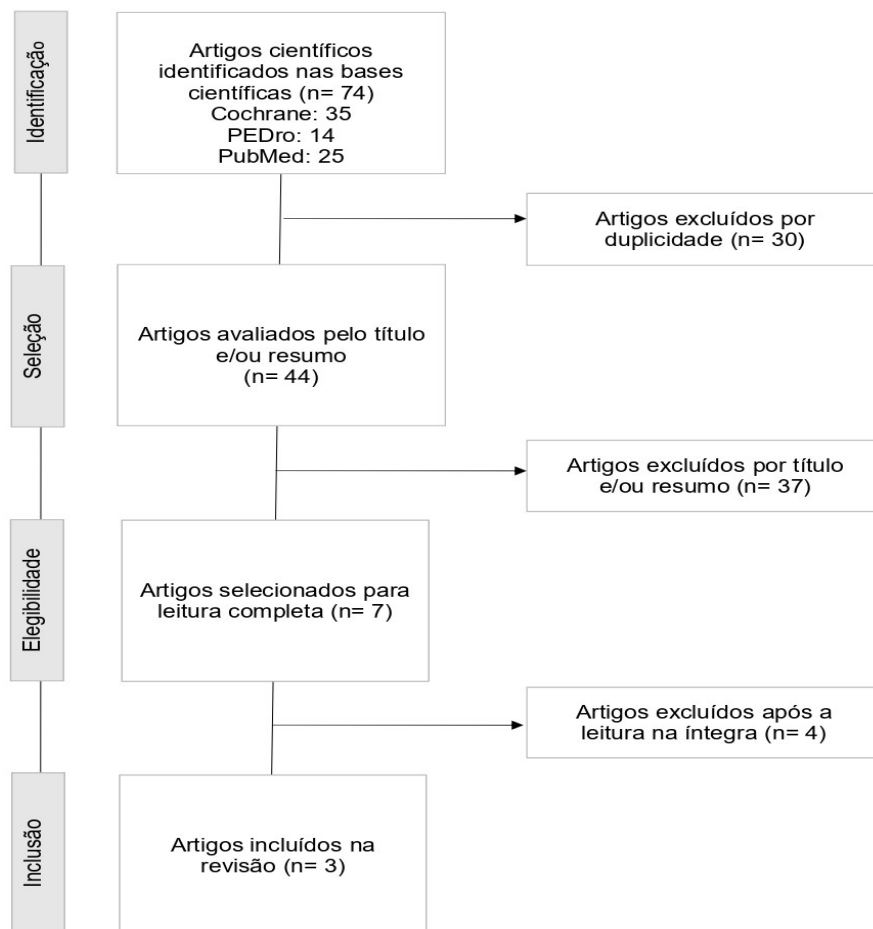 Identificação
Artigos científicos
identificados nas bases
científicas (n= 74)
Cochrane: 35
PEDro: 14
PubMed: 25
Artigos excluídos por
duplicidade (n= 30)
Seleção
Artigos avaliados pelo título
e/ou resumo
(n= 44)
Artigos excluídos por título
e/ou resumo (n= 37)
Elegibilidade
Artigos selecionados para
leitura completa (n= 7)
Artigos excluídos após a
leitura na íntegra (n= 4)
Inclusão
Artigos incluídos na
revisão (n= 3)